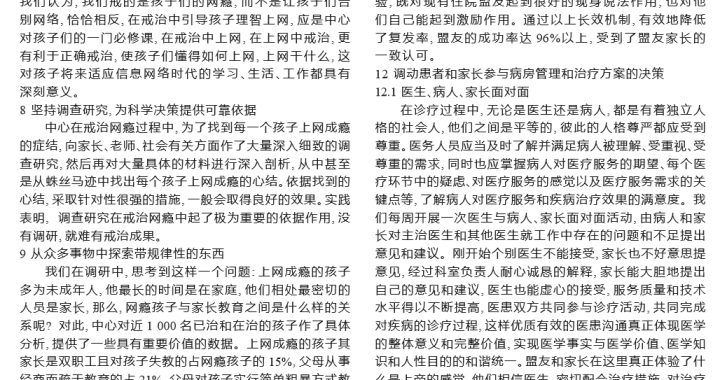 我们认为,我们戒的是孩子们的网瘾,而不是让孩子们告
别网络,恰恰相反,在戒治中引导孩子理智上网,应是中心
对孩子们的一门必修课,在戒治中上网,在上网中戒治,更
有利于正确戒治,使孩子们懂得如何上网,上网干什么,这
对孩子将来适应信息网络时代的学习、生活、工作都具有
深刻意义。
8 坚持调查研究,为科学决策提供可靠依据
中心在戒治网瘾过程中,为了找到每一个孩子上网成瘾
的症结,向家长、老师、社会有关方面作了大量深入细致的调
查研究,然后再对大量具体的材料进行深入剖析,从中甚至
是从蛛丝马迹中找出每个孩子上网成瘾的心结。依据找到的
心结,采取针对性很强的措施,一般会取得良好的效果。实践
表明, 调查研究在戒治网瘾中起了极为重要的依据作用,没
有调研,就难有戒治成果。
9 从众多事物中探索带规律性的东西
我们在调研中,思考到这样一个问题:上网成瘾的孩子
多为未成年人,他最长的时间是在家庭,他们相处最密切的
人员是家长,那么,网瘾孩子与家长教育之间是什么样的关
系呢? 对此,中心对近 1 000 名已治和在治的孩子作了具体
分析,提供了一些具有重要价值的数据。上网成瘾的孩子其
家长是双职工且对孩子失教的占网瘾孩子的 15%,父母从事
经商而疏于教育的占 21%,父母对孩子实行简单粗暴方式教
验,既对现有住院盟友起到很好的现身说法作用,也对他
们自己能起到激励作用。通过以上长效机制,有效地降低
了复发率,盟友的成功率达 96%以上,受到了盟友家长的
一致认可。
12 调动患者和家长参与病房管理和治疗方案的决策
12.1 医生、病人、家长面对面
在诊疗过程中,无论是医生还是病人,都是有着独立人
格的社会人,他们之间是平等的,彼此的人格尊严都应受到
尊重。医务人员应当及时了解并满足病人被理解、受重视、受
尊重的需求,同时也应掌握病人对医疗服务的期望、每个医
疗环节中的疑虑、对医疗服务的感觉以及医疗服务需求的关
键点等,了解病人对医疗服务和疾病治疗效果的满意度。我
们每周开展一次医生与病人、家长面对面活动,由病人和家
长对主治医生和其他医生就工作中存在的问题和不足提出
意见和建议。刚开始个别医生不能接受,家长也不好意思提
意见,经过科室负责人耐心诚恳的解释,家长能大胆地提出
自己的意见和建议,医生也能虚心的接受,服务质量和技术
水平得以不断提高,医患双方共同参与诊疗活动,共同完成
对疾病的诊疗过程,这样优质有效的医患沟通真正体现医学
的整体意义和完整价值,实现医学事实与医学价值、医学知
识和人性目的的和谐统一。盟友和家长在这里真正体验了什
么是上帝的感觉,他们相信医生,密切配合治疗措施,对治疗